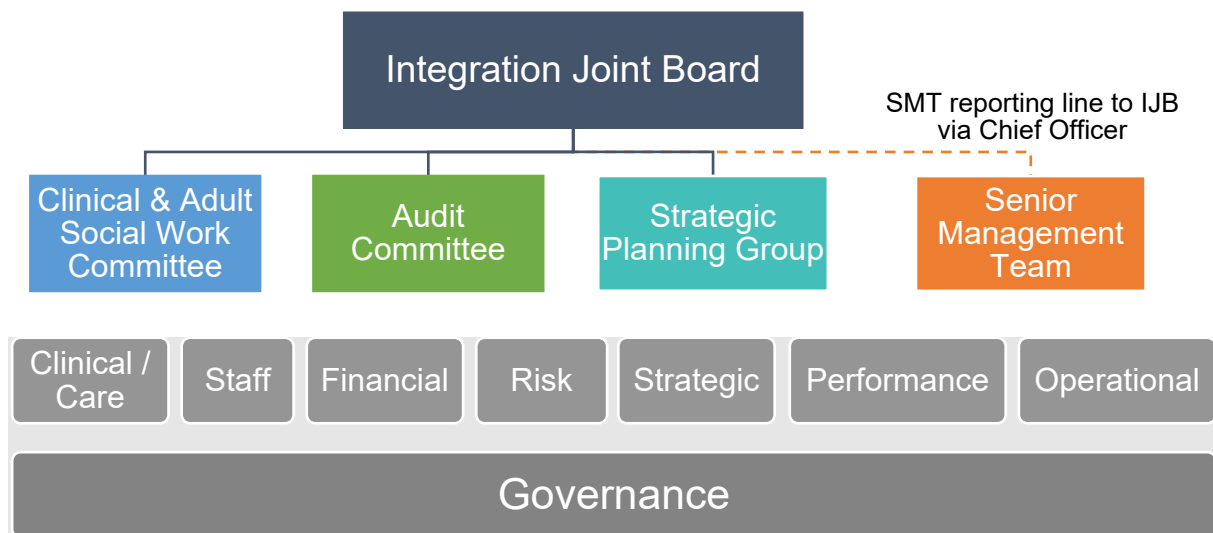 Integration Joint Board
SMT reporting line to IJB
via Chief Officer
Clinical & Adult
Social Work
Committee
Audit
Committee
Strategic
Planning Group
Senior
Management
Team
Clinical /
Care
Staff
Financial
Risk
Strategic
Performance
Operational
Governance